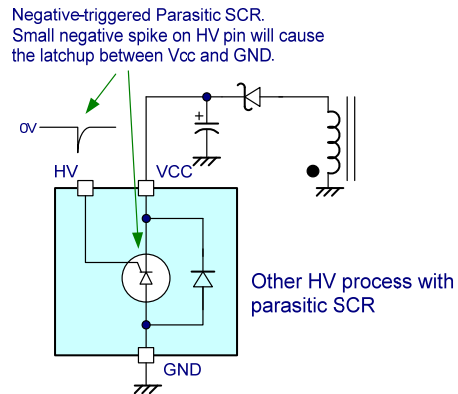 Negative-triggered Parasitic SCR.
Small negative spike on HV pin will cause
the latchup between Vcc and GND.
0V
+
HV
VCC
Other HV process with
parasitic SCR
GND